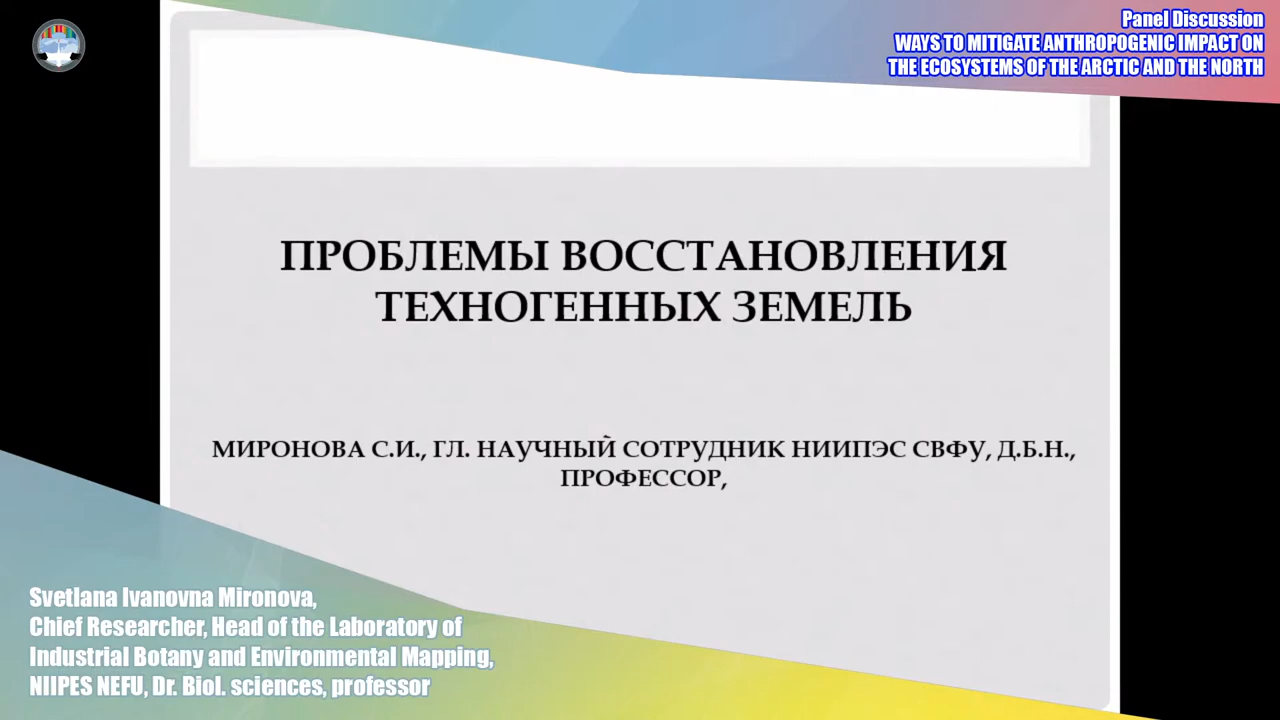 Panel Discussion
WAYS TO MITIGATE ANTHROPOGENIC IMPACT ON
THE ECOSYSTEMS OF THE ARCTIC AND THE NORTH
ПРОБЛЕМЫ ВОССТАНОВЛЕНИЯ
ТЕХНОГЕННЫХ ЗЕМЕЛЬ
МИРОНОВА С.И., ГЛ. НАУЧНЫЙ СОТРУДНИК НИИПЭС СВФУ, Д.Б.Н.,
ПРОФЕССОР,
Svetlana Ivanovna Mironova,
Chief Researcher, Head of the Laboratory of
Industrial Botany and Environmental Mapping,
NIIPES NEFU, Dr. Biol. sciences, professor